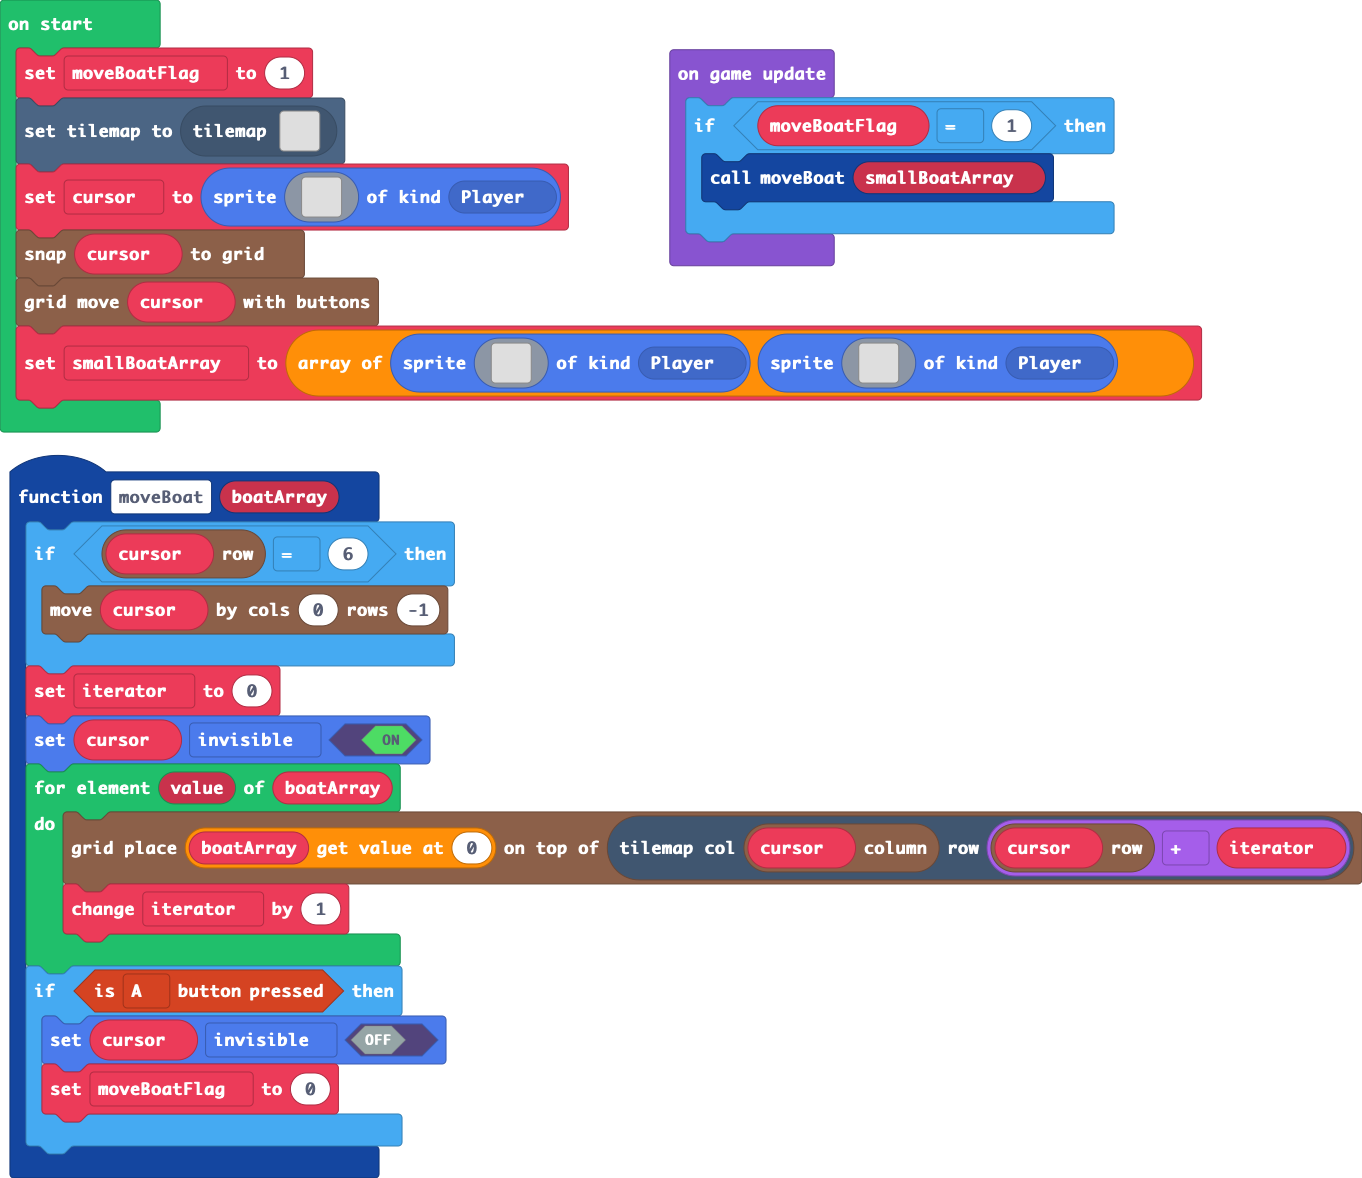 on start
set moveBoatFlag to 1
set tilemap to tilemap
set cursor to sprite of kind Player
snap cursor to grid
grid move cursor with buttons
set smallBoatArray to array of sprite of kind Player sprite of kind Player
on game update
if moveBoatFlag = 1 then
call moveBoat smallBoatArray
function moveBoat boatArray
if cursor row = 6 then
move cursor by cols 0 rows -1
set iterator to 0
set cursor invisible ON
for element value of boatArray
do
grid place boatArray get value at 0 on top of tilemap col cursor column row cursor row + iterator
change iterator by 1
if is A button pressed then
set cursor invisible OFF
set moveBoatFlag to 0